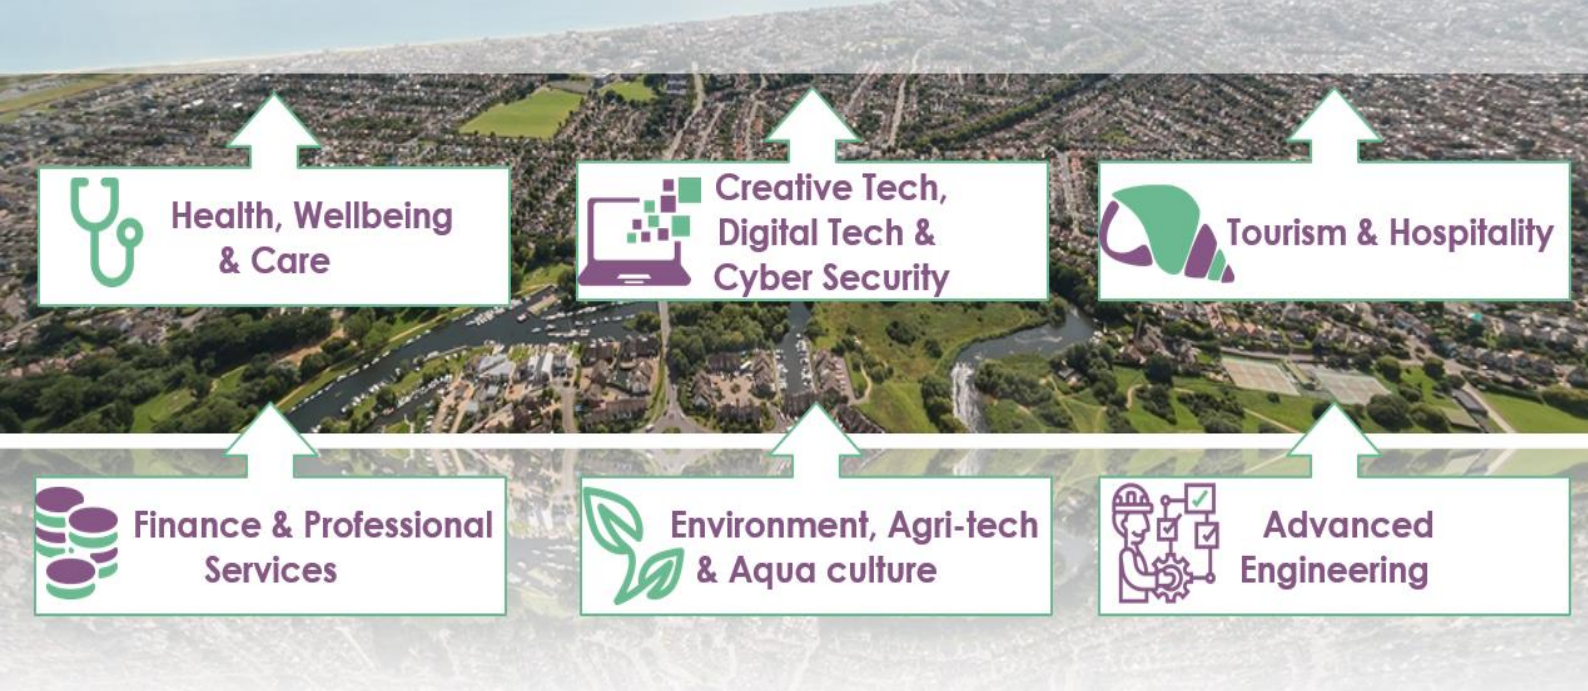 Health, Wellbeing
& Care
Creative Tech,
Digital Tech &
Cyber Security
Tourism & Hospitality
Finance & Professional
Services
Environment, Agri-tech
& Aqua culture
Advanced
Engineering